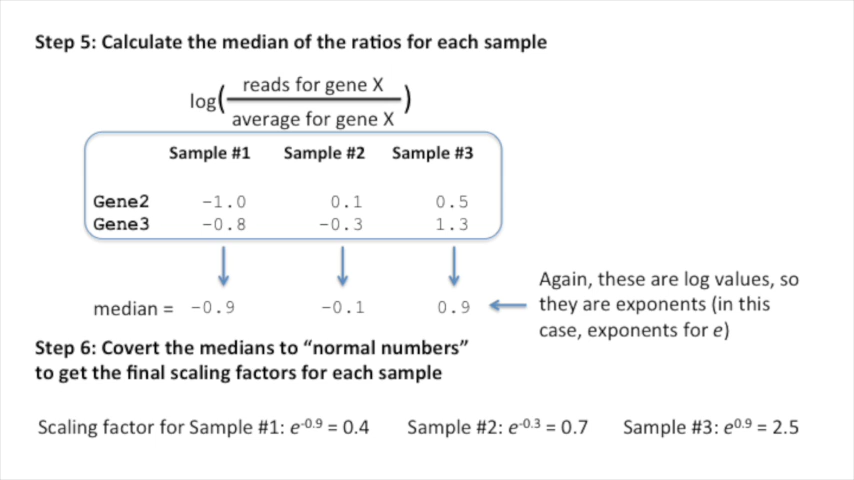 Step 5: Calculate the median of the ratios for each sample
log(reads for gene X / average for gene X)
Sample #1 Sample #2 Sample #3
Gene2 -1.0 0.1 0.5
Gene3 -0.8 -0.3 1.3
median = -0.9 -0.1 0.9
Again, these are log values, so
they are exponents (in this
case, exponents for e)
Step 6: Covert the medians to “normal numbers”
to get the final scaling factors for each sample
Scaling factor for Sample #1: e^-0.9 = 0.4 Sample #2: e^-0.3 = 0.7 Sample #3: e^0.9 = 2.5